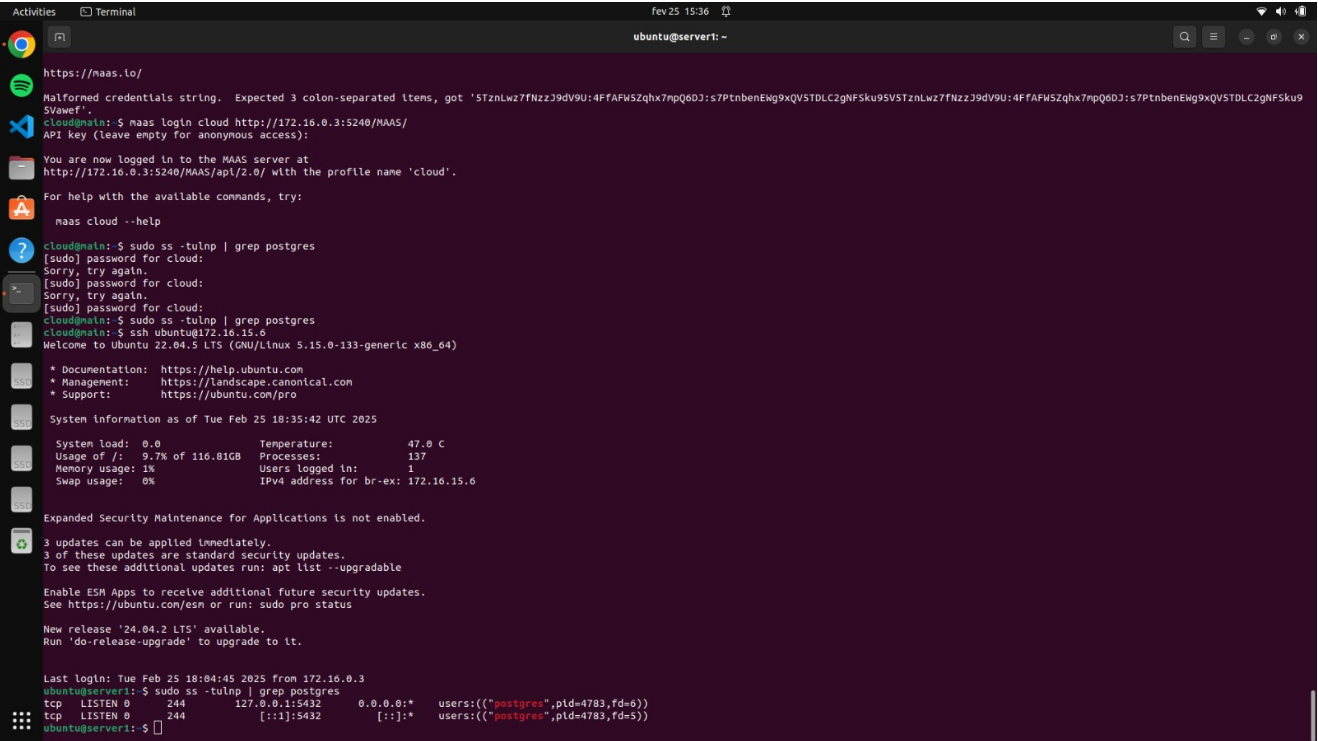 Activities Terminal fev 25 15:36
ubuntu@server1: ~
https://maas.io/
Malformed credentials string.  Expected 3 colon-separated items, got '5TznLwz7fNzzJ9dV9U:4FfAFW5Zqhx7mpQ6DJ:s7PtnbenEWg9xQV5TDLC2gNFSku95V5TznLwz7fNzzJ9dV9U:4FfAFW5Zqhx7mpQ6DJ:s7PtnbenEWg9xQV5TDLC2gNFSku9
5Vawef'.
cloud@main:~$ maas login cloud http://172.16.0.3:5240/MAAS/
API key (leave empty for anonymous access):
You are now logged in to the MAAS server at
http://172.16.0.3:5240/MAAS/api/2.0/ with the profile name 'cloud'.
For help with the available commands, try:
maas cloud --help
cloud@main:~$ sudo ss -tulnp | grep postgres
[sudo] password for cloud:
Sorry, try again.
[sudo] password for cloud:
Sorry, try again.
[sudo] password for cloud:
cloud@main:~$ sudo ss -tulnp | grep postgres
cloud@main:~$ ssh ubuntu@172.16.15.6
Welcome to Ubuntu 22.04.5 LTS (GNU/Linux 5.15.0-133-generic x86_64)
* Documentation:  https://help.ubuntu.com
* Management:     https://landscape.canonical.com
* Support:        https://ubuntu.com/pro
System information as of Tue Feb 25 18:35:42 UTC 2025
System load:  0.0                Temperature:            47.0 C
Usage of /:   9.7% of 116.81GB   Processes:              137
Memory usage: 1%                 Users logged in:        1
Swap usage:   0%                 IPv4 address for br-ex: 172.16.15.6
Expanded Security Maintenance for Applications is not enabled.
3 updates can be applied immediately.
3 of these updates are standard security updates.
To see these additional updates run: apt list --upgradable
Enable ESM Apps to receive additional future security updates.
See https://ubuntu.com/esm or run: sudo pro status
New release '24.04.2 LTS' available.
Run 'do-release-upgrade' to upgrade to it.
Last login: Tue Feb 25 18:04:45 2025 from 172.16.0.3
ubuntu@server1:~$ sudo ss -tulnp | grep postgres
tcp   LISTEN 0      244        127.0.0.1:5432       0.0.0.0:*    users:(("postgres",pid=4783,fd=6))
tcp   LISTEN 0      244            [::1]:5432          [::]:*    users:(("postgres",pid=4783,fd=5))
ubuntu@server1:~$
SSD
SSD
SSD
SSD